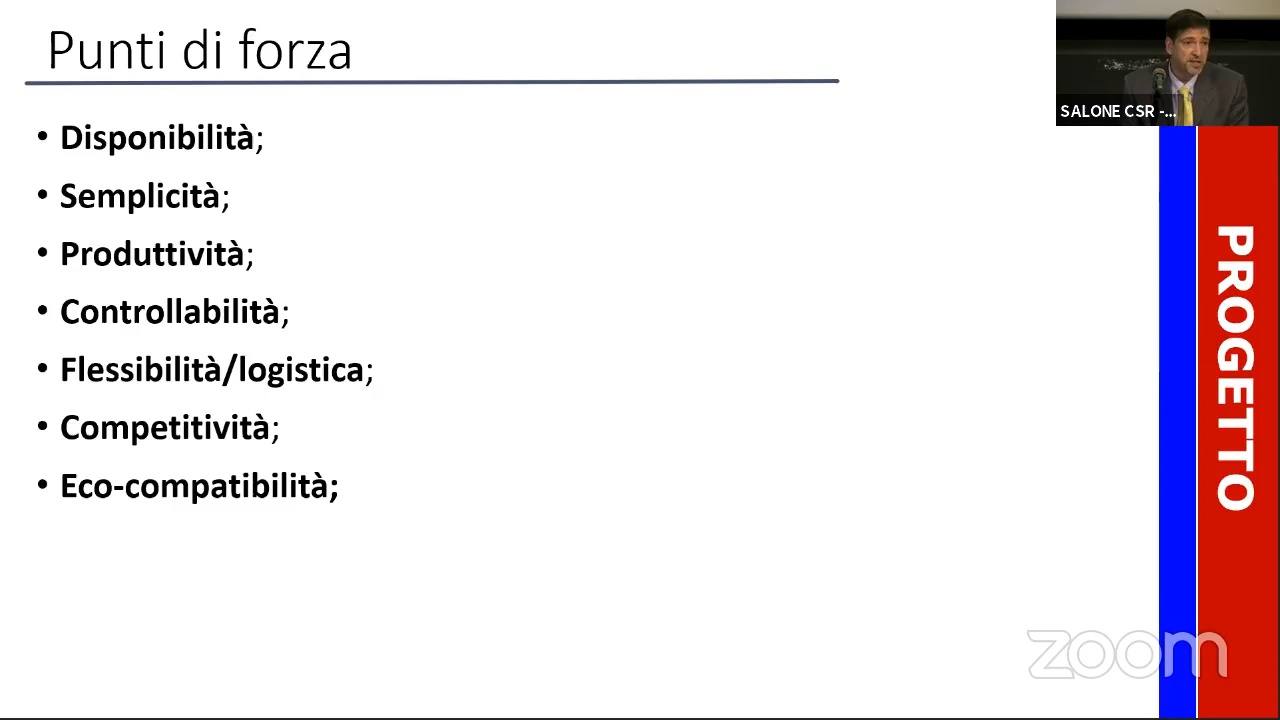 Punti di forza
• Disponibilità;
• Semplicità;
• Produttività;
• Controllabilità;
• Flessibilità/logistica;
• Competitività;
• Eco-compatibilità;
SALONE CSR -...
PROGETTO
zoom